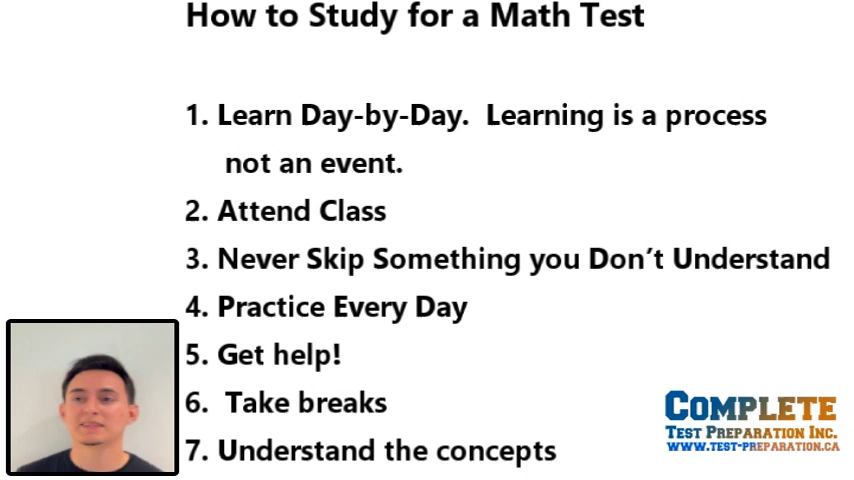 How to Study for a Math Test
1. Learn Day-by-Day. Learning is a process
not an event.
2. Attend Class
3. Never Skip Something you Don't Understand
4. Practice Every Day
5. Get help!
6. Take breaks
7. Understand the concepts
COMPLETE
TEST PREPARATION INC.
WWW.TEST-PREPARATION.CA